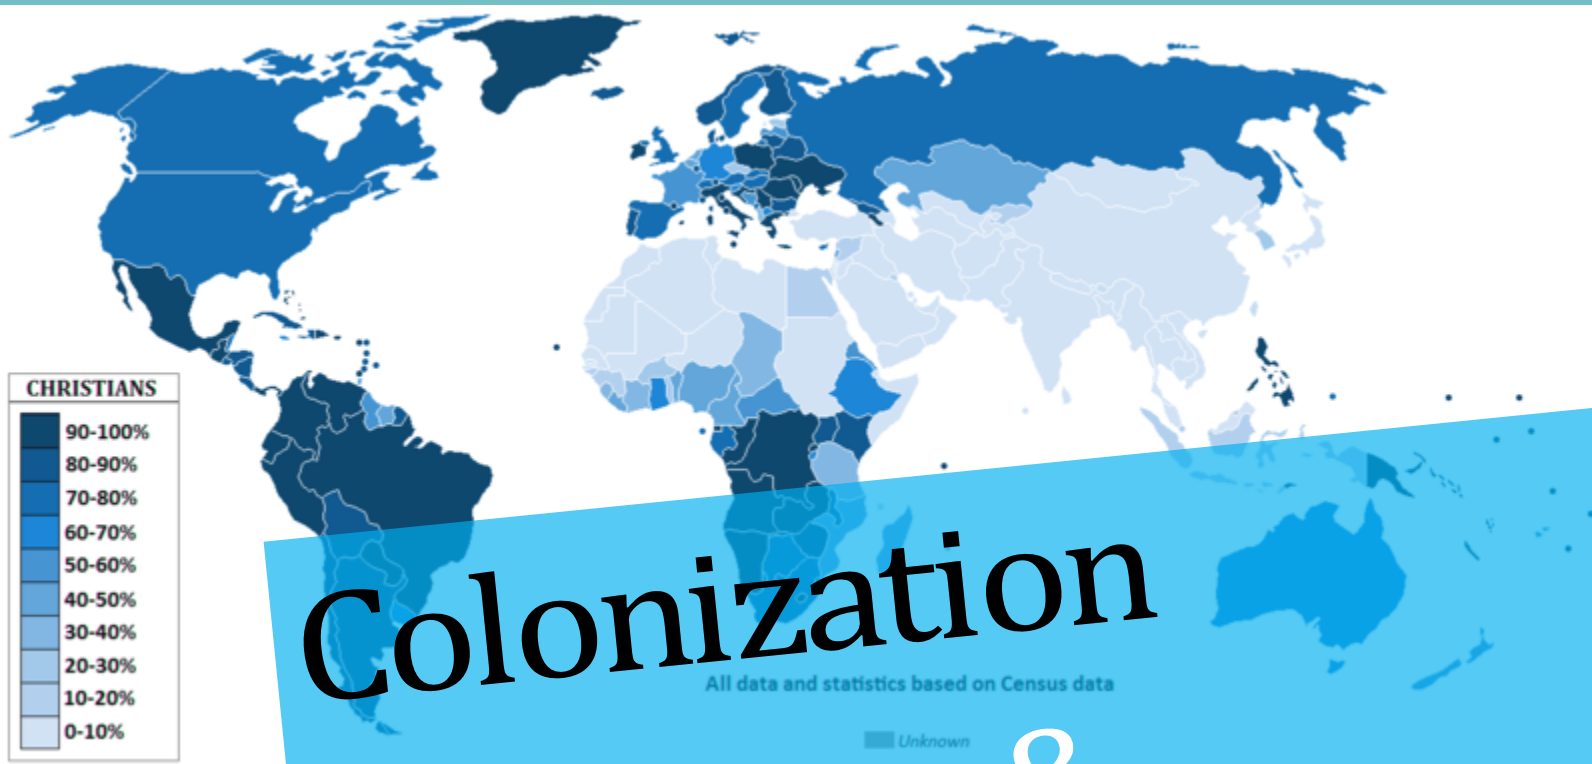 CHRISTIANS
90-100%
80-90%
70-80%
60-70%
50-60%
40-50%
30-40%
20-30%
10-20%
0-10%
Colonization
All data and statistics based on Census data
Unknown
&